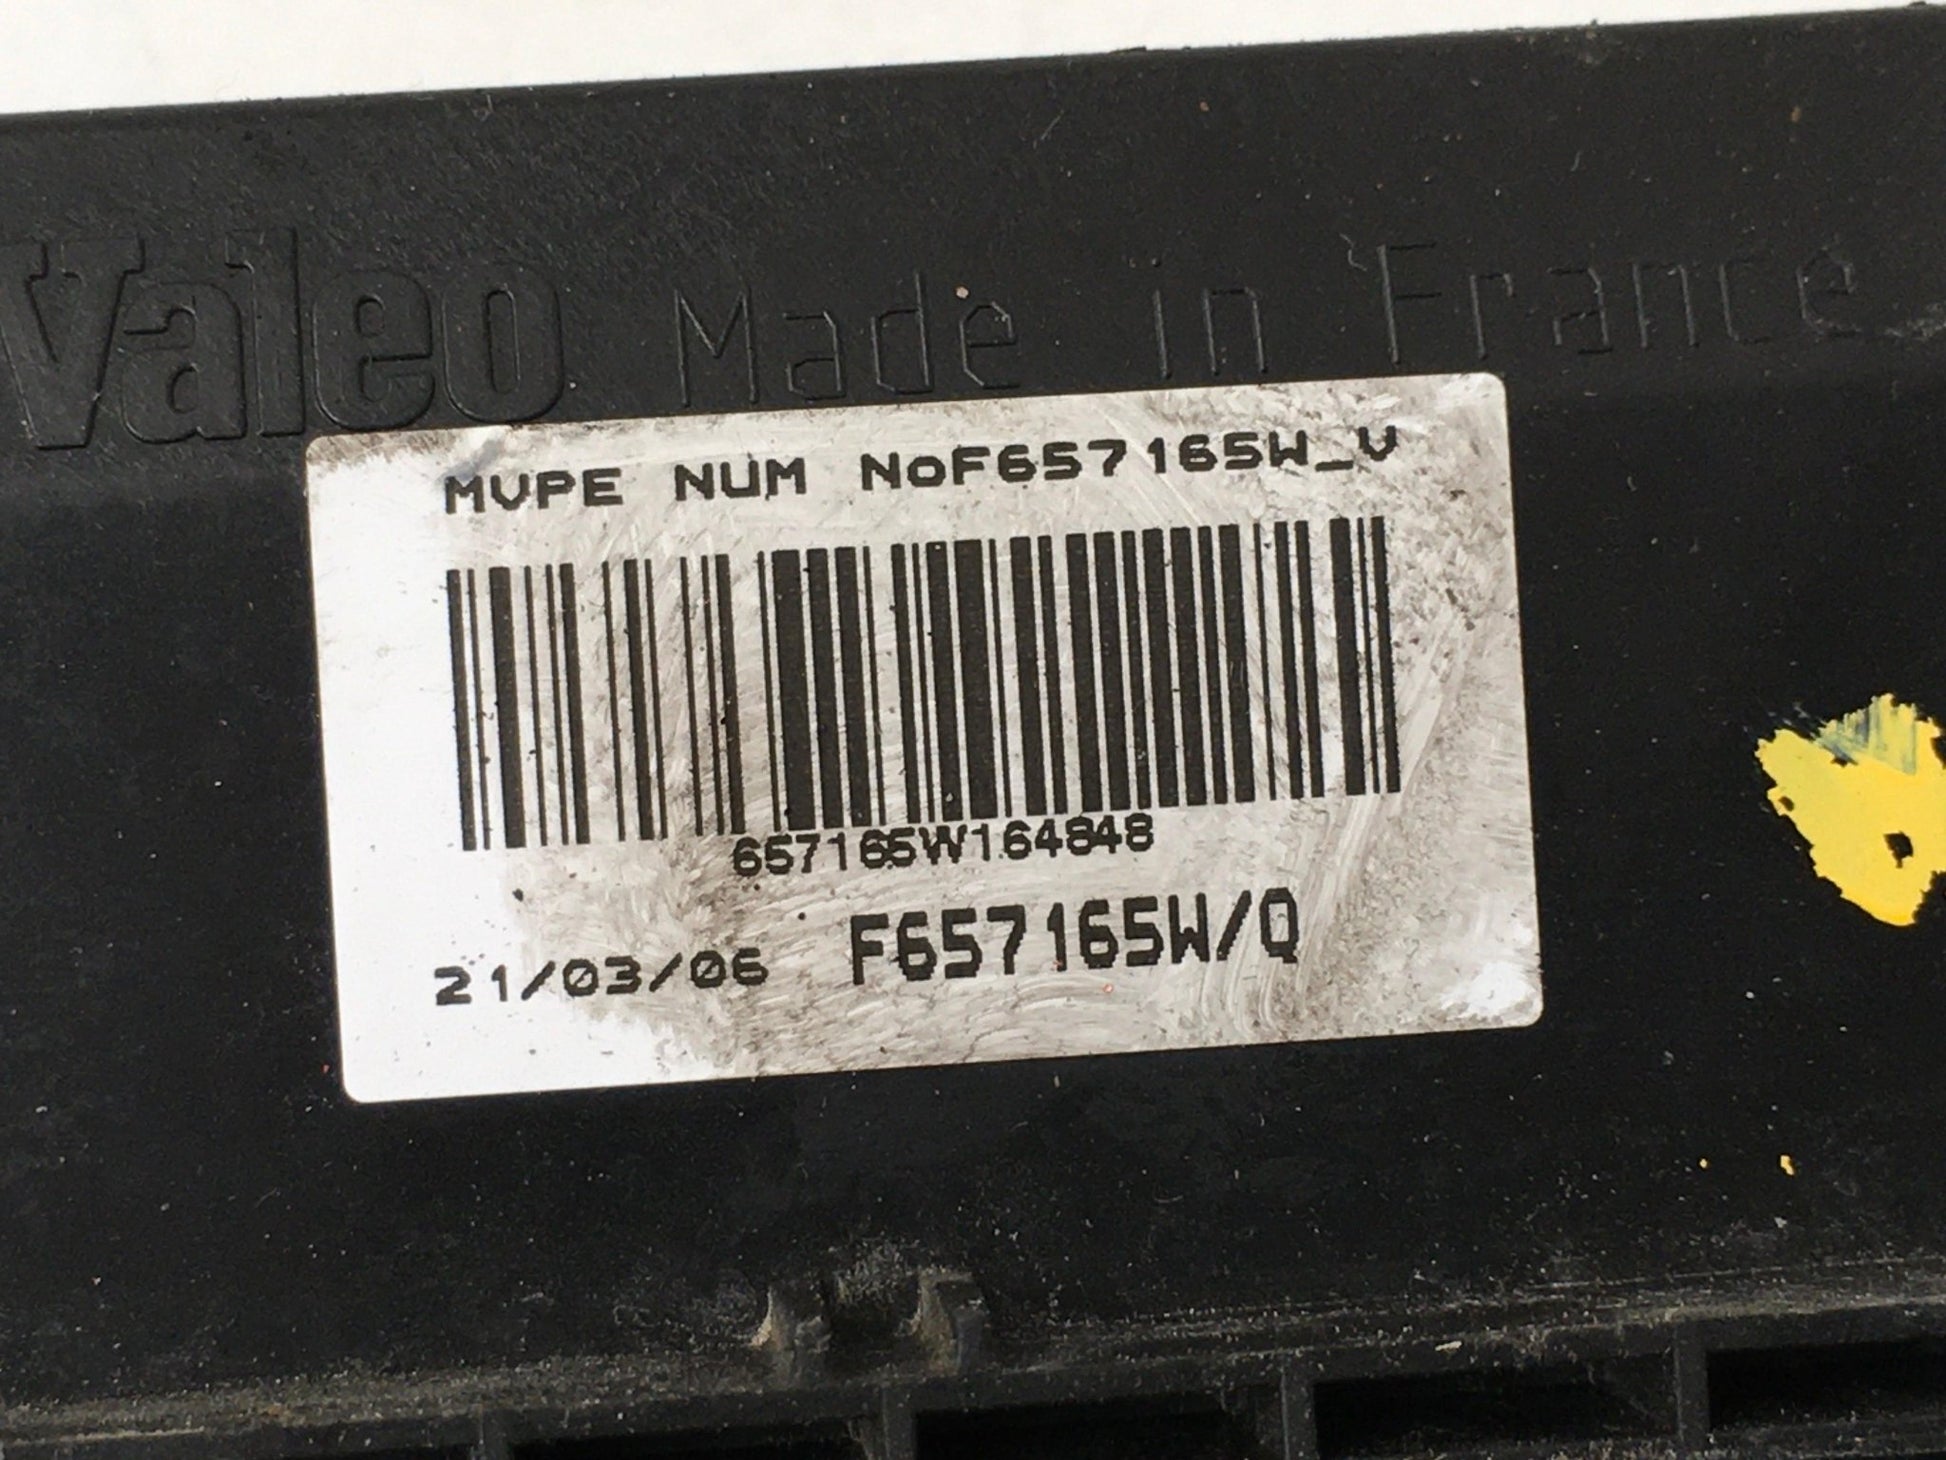 Valeo Made in France
MVPE NUM NoF657165W_V
657165W164848
21/03/06 F657165W/Q